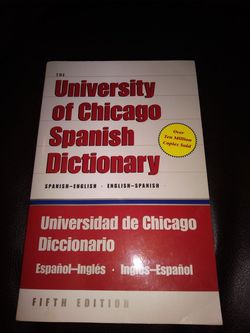 THE
University
of Chicago
Spanish
Dictionary
Over
Ten Million
Copies Sold
SPANISH–ENGLISH · ENGLISH–SPANISH
Universidad de Chicago
Diccionario
Español–Inglés · Inglés–Español
FIFTH EDITION